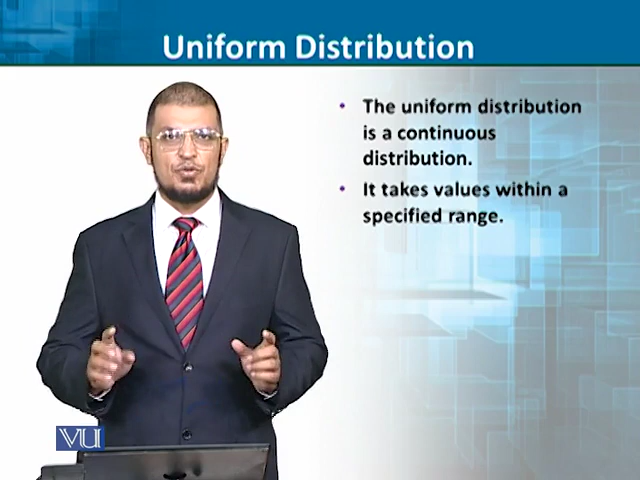 Uniform Distribution
• The uniform distribution
is a continuous
distribution.
• It takes values within a
specified range.
VU